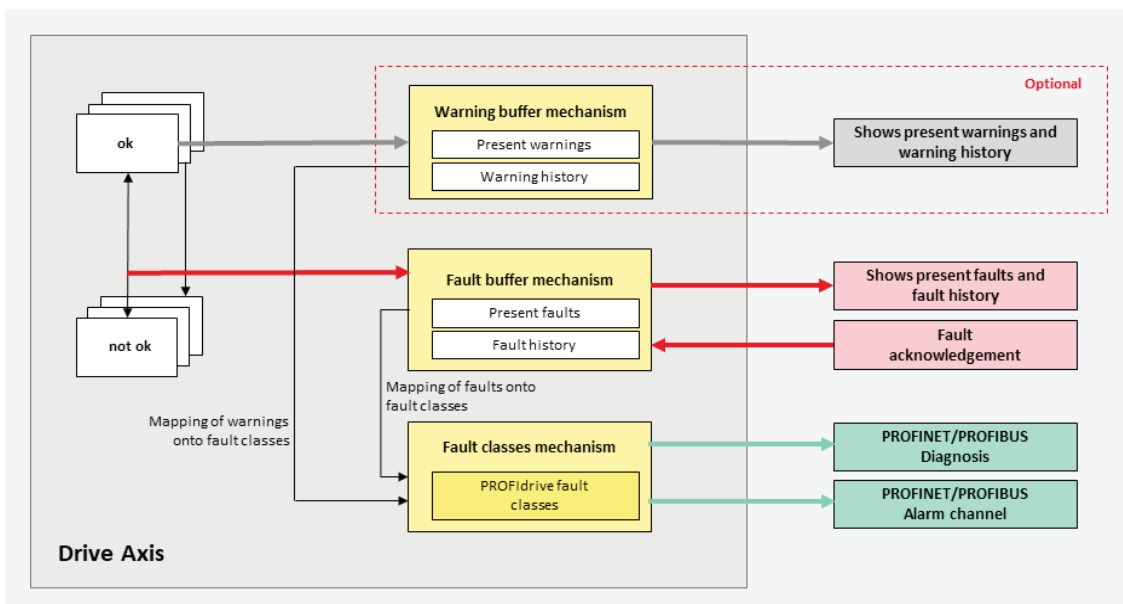 Optional
Warning buffer mechanism
Present warnings
Warning history
ok
Shows present warnings and
warning history
Fault buffer mechanism
Present faults
Fault history
Shows present faults and
fault history
not ok
Fault
acknowledgement
Mapping of faults onto
fault classes
Mapping of warnings
onto fault classes
Fault classes mechanism
PROFIdrive fault
classes
PROFINET/PROFIBUS
Diagnosis
PROFINET/PROFIBUS
Alarm channel
Drive Axis